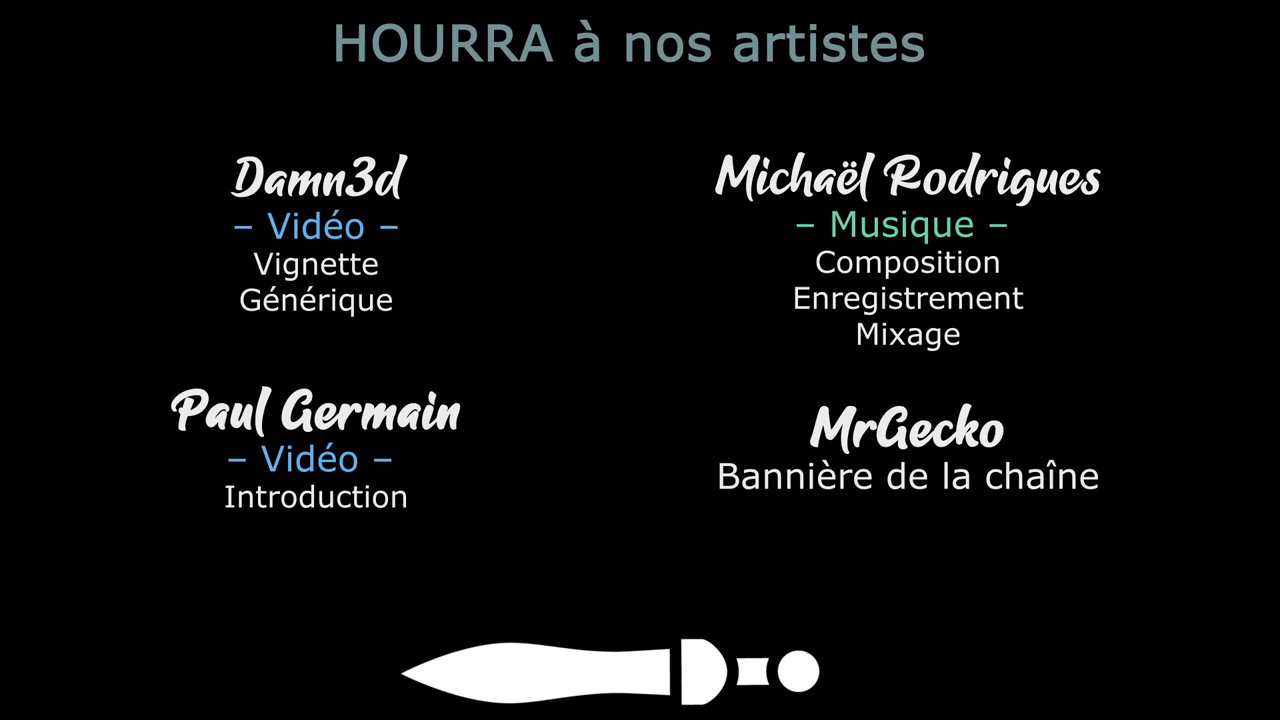 HOURRA à nos artistes
Damn3d
– Vidéo –
Vignette
Générique
Michaël Rodrigues
– Musique –
Composition
Enregistrement
Mixage
Paul Germain
– Vidéo –
Introduction
MrGecko
Bannière de la chaîne